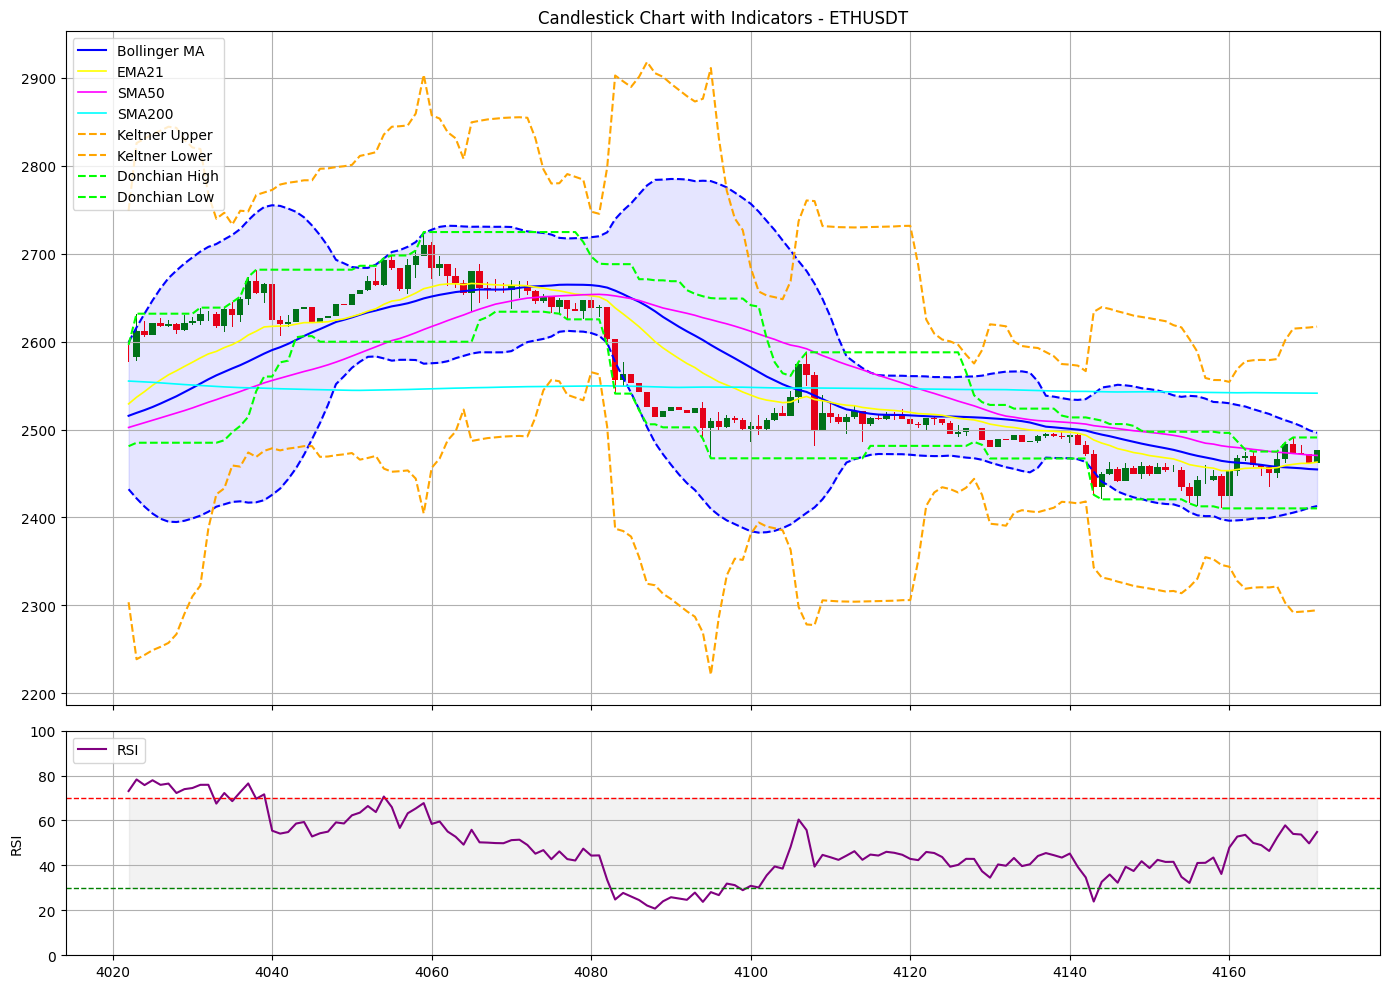 Candlestick Chart with Indicators - ETHUSDT
Bollinger MA
EMA21
SMA50
SMA200
Keltner Upper
Keltner Lower
Donchian High
Donchian Low
2900
2800
2700
2600
2500
2400
2300
2200
RSI
100
80
60
40
20
0
RSI
4020 4040 4060 4080 4100 4120 4140 4160